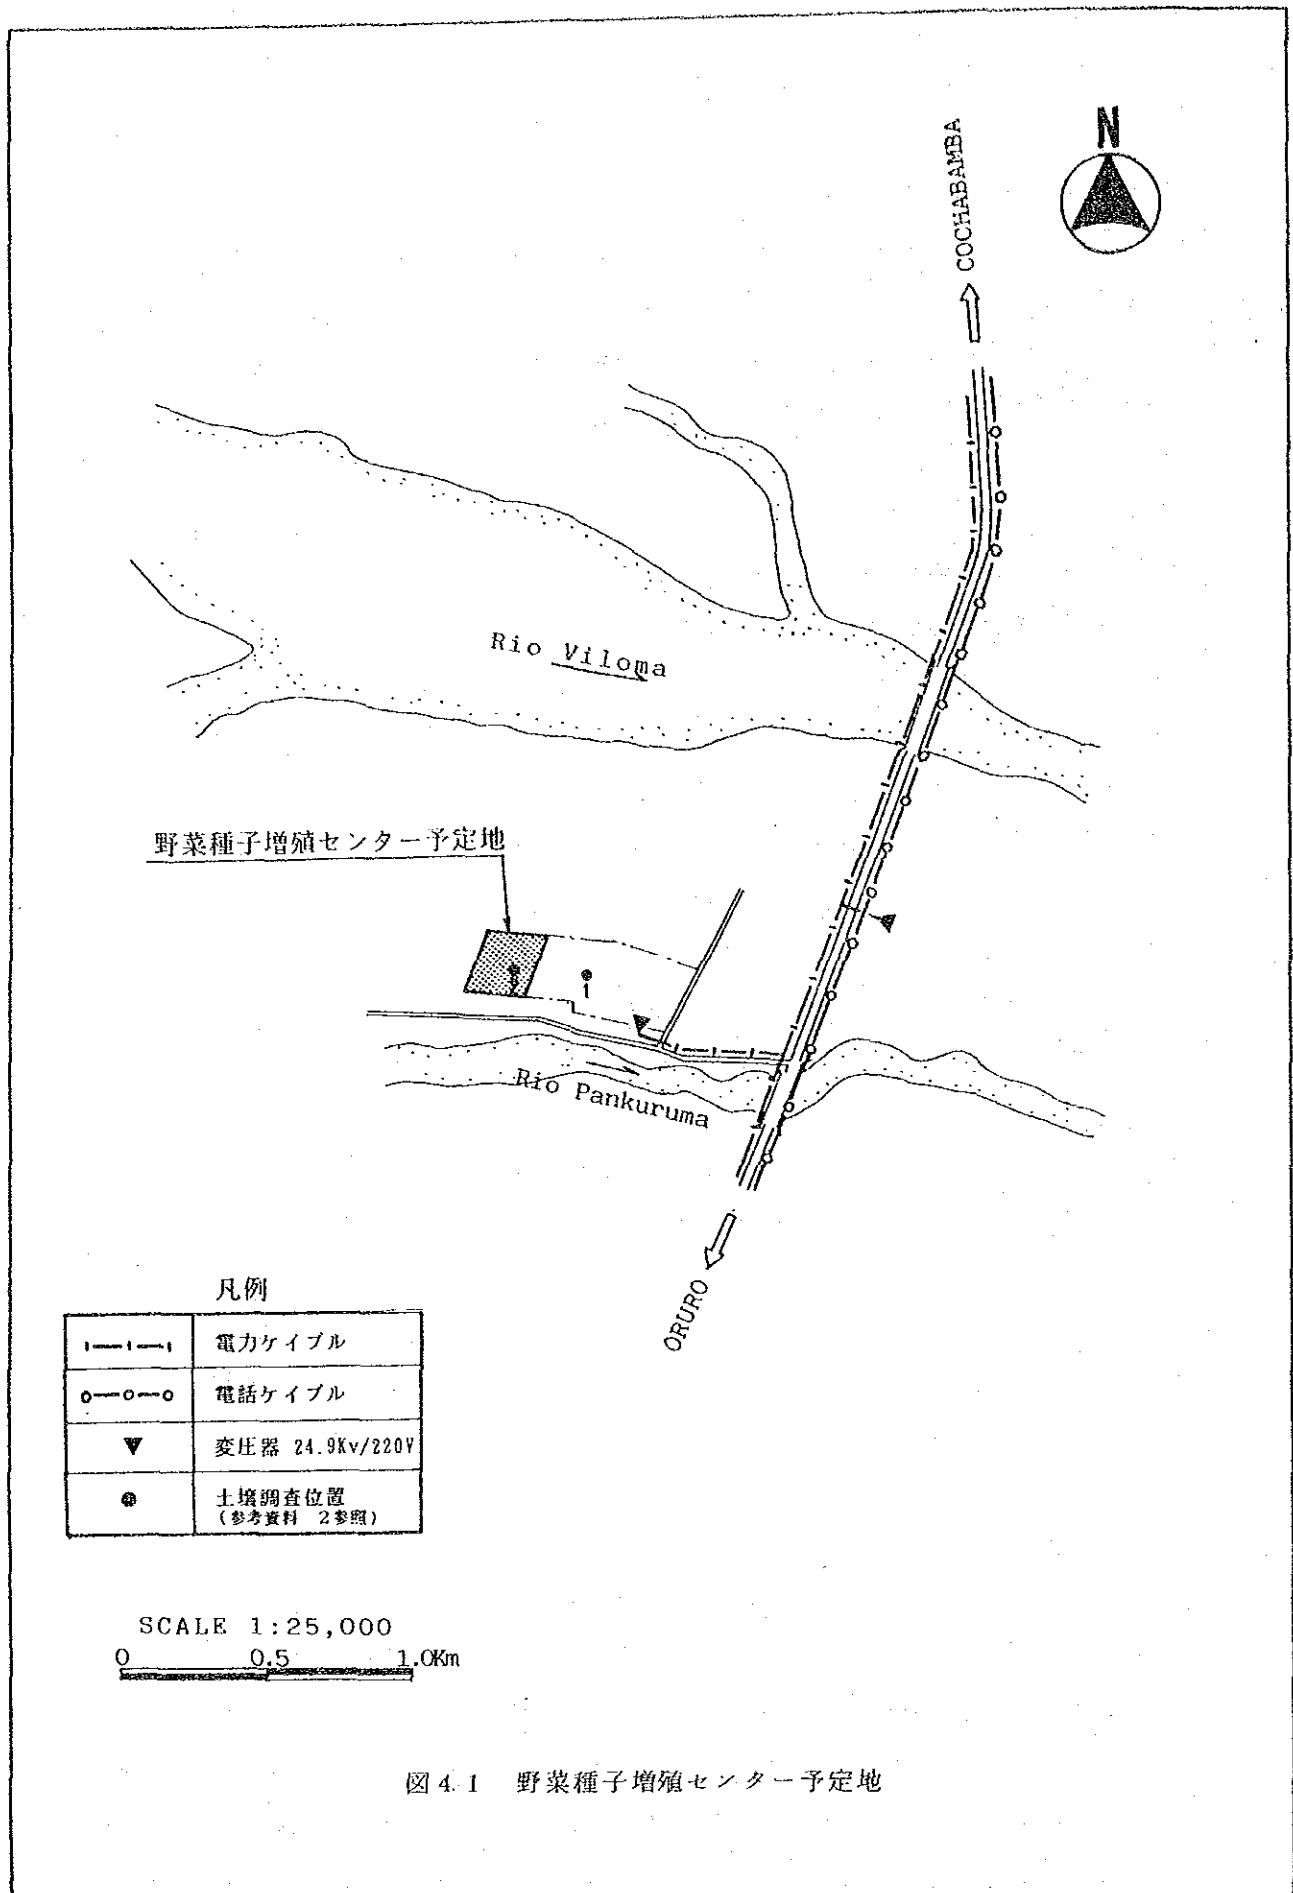 N
COCHABAMBA
Rio Viloma
野菜種子増殖センター予定地
1
Rio Pankuruma
ORURO
凡例
電力ケイブル
電話ケイブル
変圧器 24.9Kv/220V
土壌調査位置
(参考資料 2参照)
SCALE 1:25,000
0 0.5 1.0Km
図 4.1 野菜種子増殖センター予定地